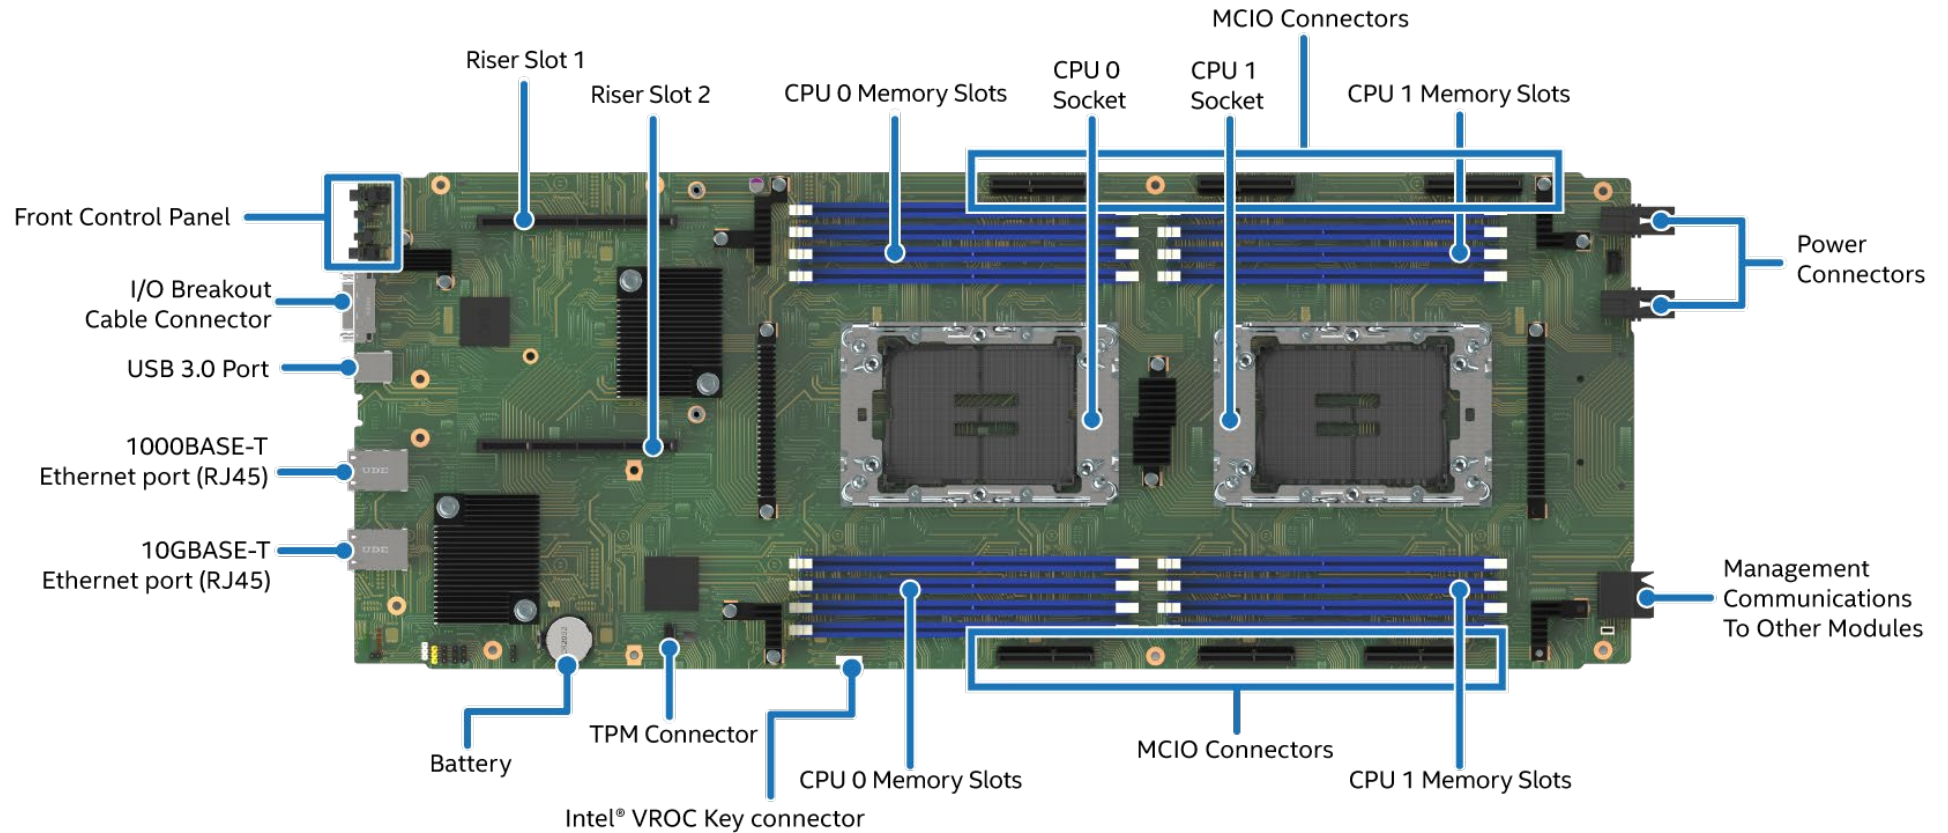 MCIO Connectors
Riser Slot 1
Riser Slot 2
CPU 0 Memory Slots
CPU 0
Socket
CPU 1
Socket
CPU 1 Memory Slots
Front Control Panel
Power
Connectors
I/O Breakout
Cable Connector
USB 3.0 Port
1000BASE-T
Ethernet port (RJ45)
UDE
10GBASE-T
Ethernet port (RJ45)
UDE
Management
Communications
To Other Modules
TPM Connector
Battery
MCIO Connectors
CPU 0 Memory Slots
CPU 1 Memory Slots
Intel® VROC Key connector